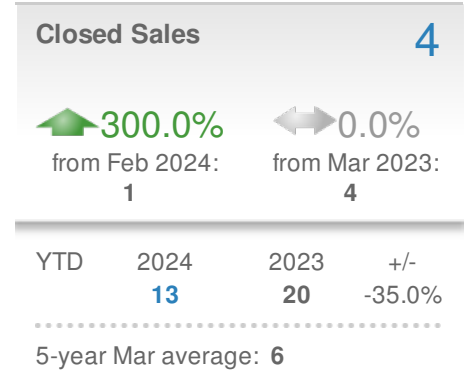 Closed Sales 4
300.0% 0.0%
from Feb 2024: from Mar 2023:
1 4
YTD 2024 2023 +/-
13 20 -35.0%
5-year Mar average: 6